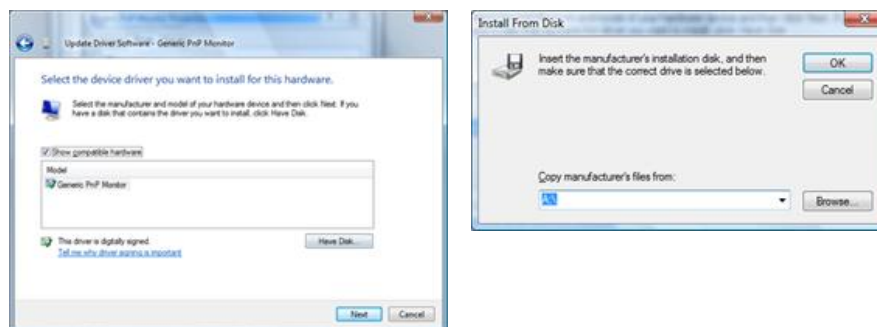 Update Driver Software - Generic PnP Monitor
Select the device driver you want to install for this hardware.
Select the manufacturer and model of your hardware device and then click Next. If you
have a disk that contains the driver you want to install, click Have Disk.
Show compatible hardware
Model
Generic PnP Monitor
This driver is digitally signed.
Tell me why driver signing is important
Have Disk...
Next
Cancel
Install From Disk
Insert the manufacturer's installation disk, and then
make sure that the correct drive is selected below.
OK
Cancel
Copy manufacturer's files from:
A:\
Browse...